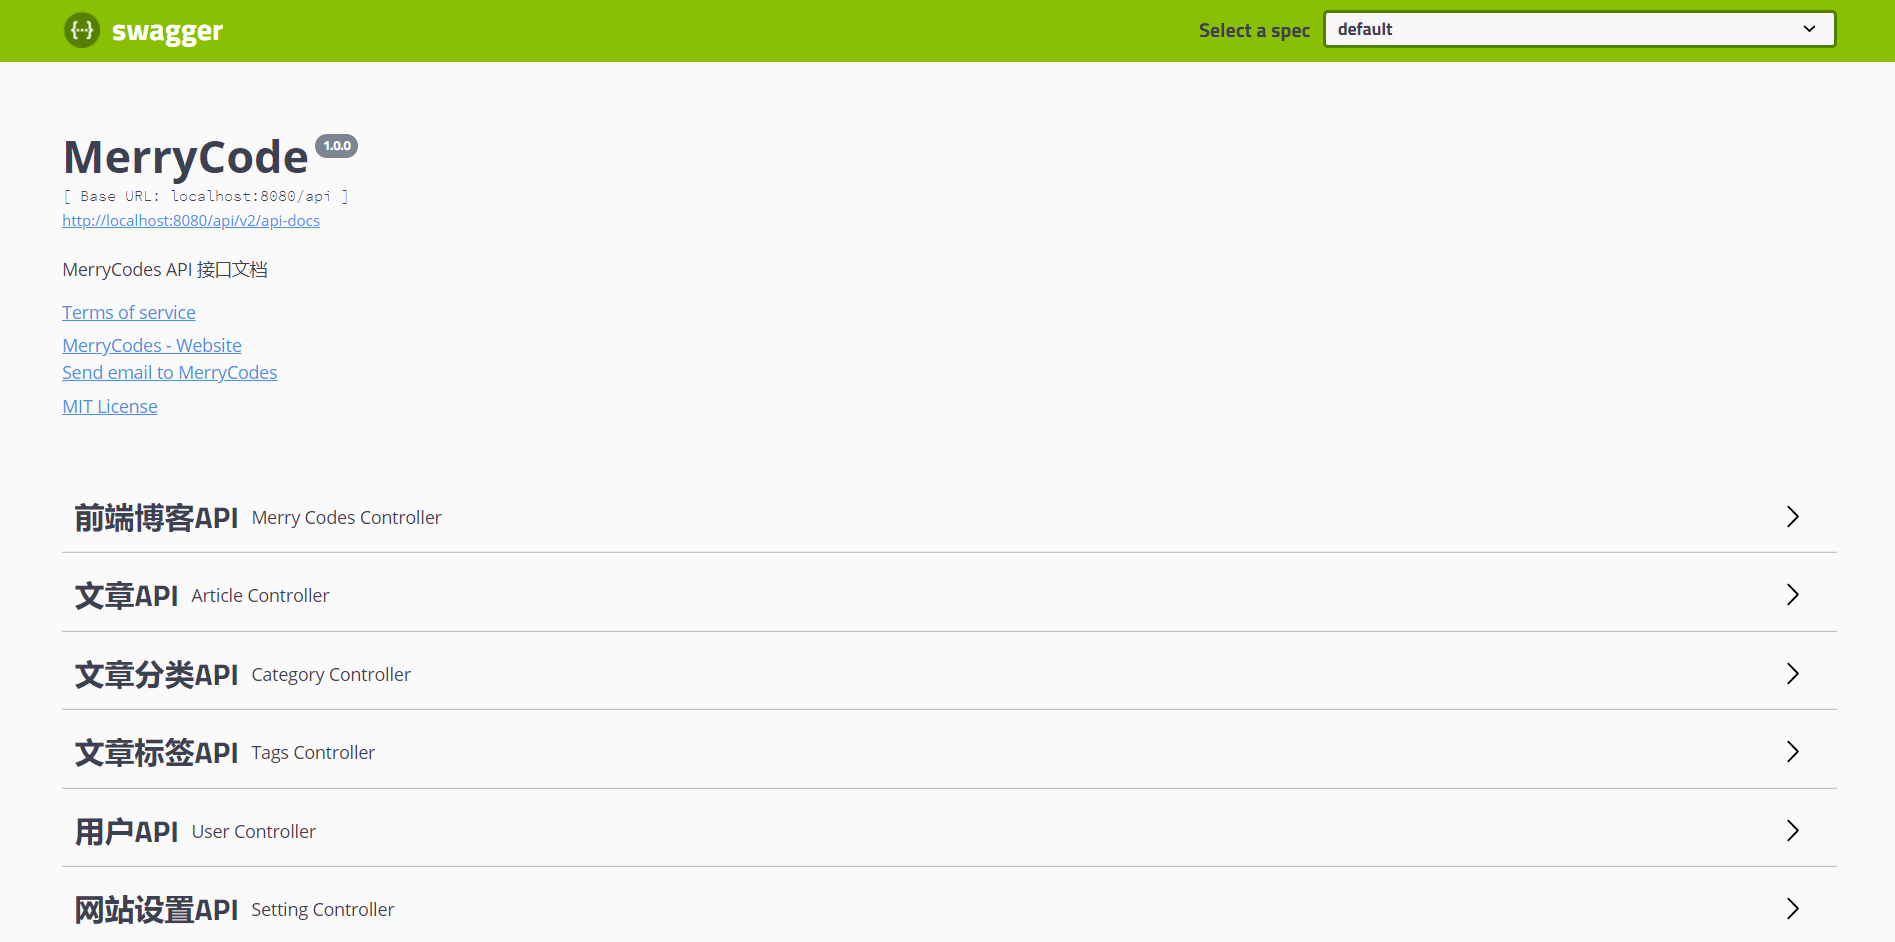 {···} swagger
Select a spec default
MerryCode 1.0.0
[ Base URL: localhost:8080/api ]
http://localhost:8080/api/v2/api-docs
MerryCodes API 接口文档
Terms of service
MerryCodes - Website
Send email to MerryCodes
MIT License
前端博客API Merry Codes Controller
文章API Article Controller
文章分类API Category Controller
文章标签API Tags Controller
用户API User Controller
网站设置API Setting Controller